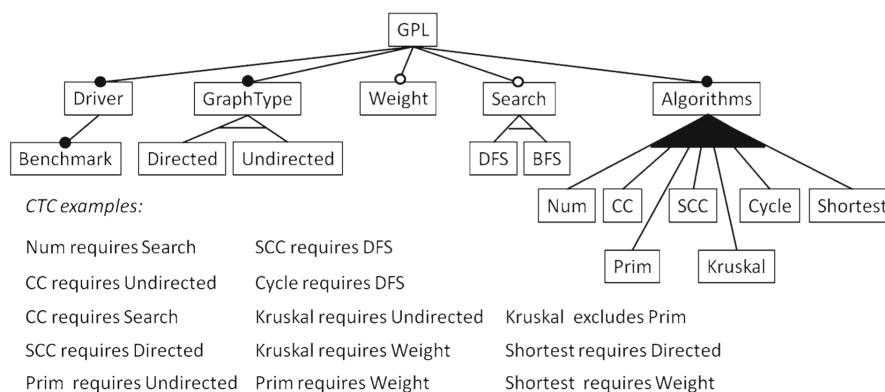 GPL
Driver GraphType Weight Search Algorithms
Benchmark Directed Undirected DFS BFS
Num CC SCC Cycle Shortest
Prim Kruskal
CTC examples:
Num requires Search SCC requires DFS
CC requires Undirected Cycle requires DFS
CC requires Search Kruskal requires Undirected Kruskal excludes Prim
SCC requires Directed Kruskal requires Weight Shortest requires Directed
Prim requires Undirected Prim requires Weight Shortest requires Weight